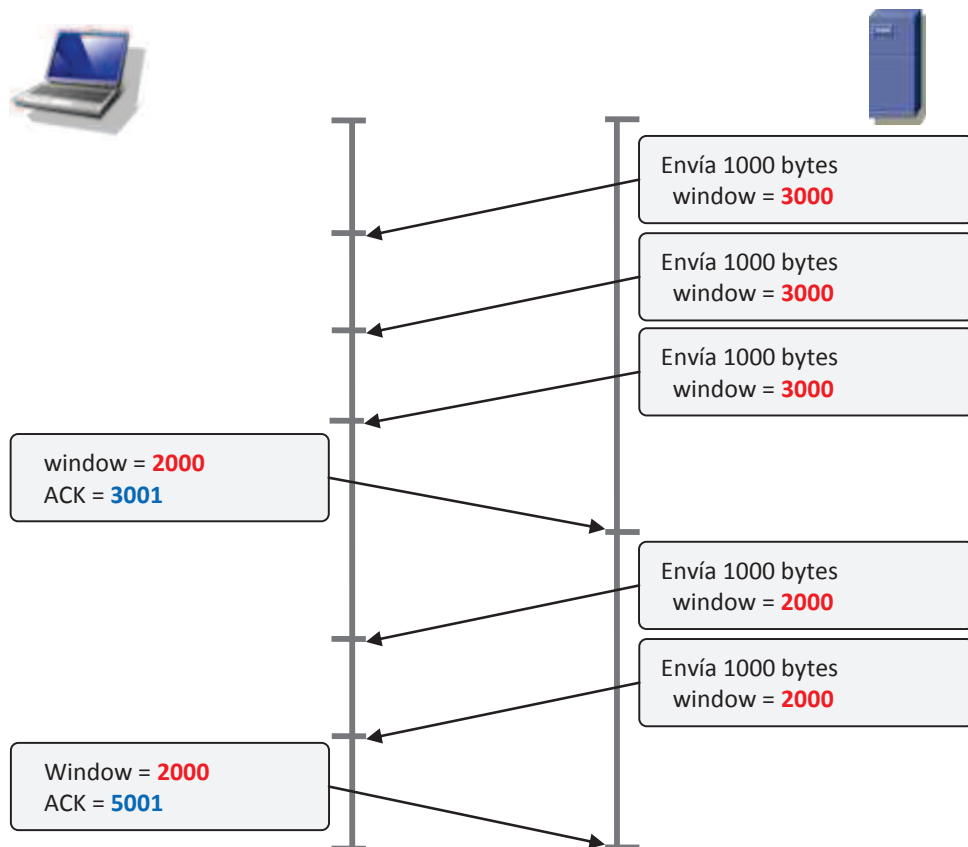 Envía 1000 bytes
window = 3000
Envía 1000 bytes
window = 3000
Envía 1000 bytes
window = 3000
window = 2000
ACK = 3001
Envía 1000 bytes
window = 2000
Envía 1000 bytes
window = 2000
Window = 2000
ACK = 5001